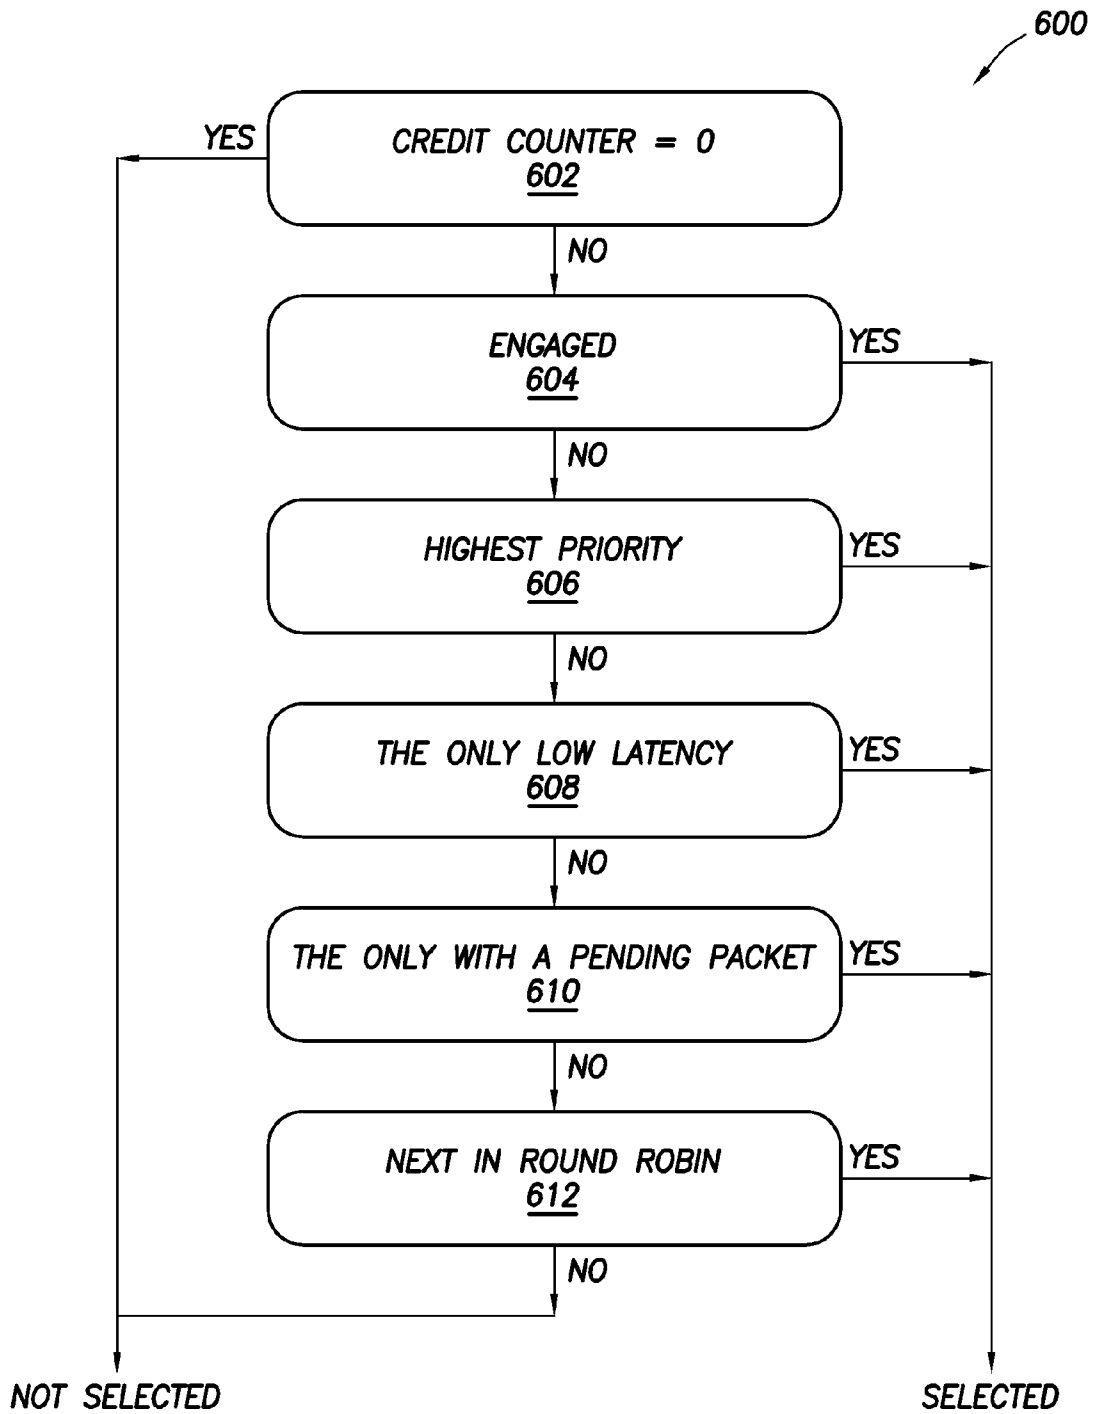 600
CREDIT COUNTER = 0
602
YES
NO
ENGAGED
604
YES
NO
HIGHEST PRIORITY
606
YES
NO
THE ONLY LOW LATENCY
608
YES
NO
THE ONLY WITH A PENDING PACKET
610
YES
NO
NEXT IN ROUND ROBIN
612
YES
NO
NOT SELECTED
SELECTED